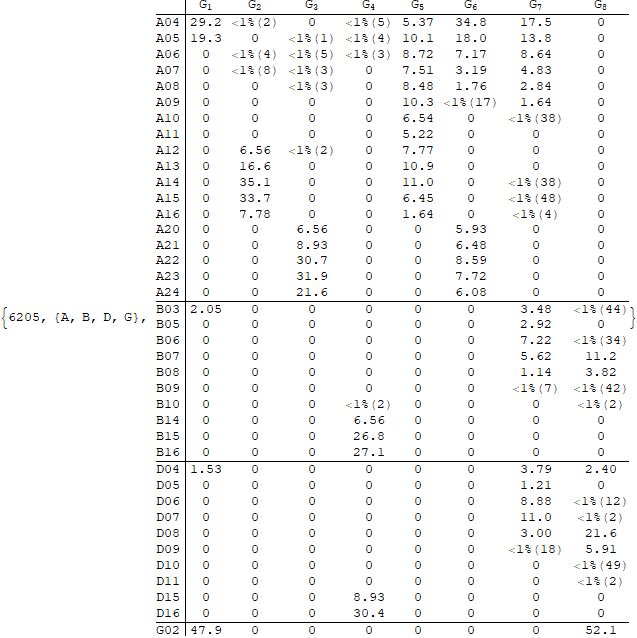 G₁ G₂ G₃ G₄ G₅ G₆ G₇ G₈
A04 29.2 <1%(2) 0 <1%(5) 5.37 34.8 17.5 0
A05 19.3 0 <1%(1) <1%(4) 10.1 18.0 13.8 0
A06 0 <1%(4) <1%(5) <1%(3) 8.72 7.17 8.64 0
A07 0 <1%(8) <1%(3) 0 7.51 3.19 4.83 0
A08 0 0 <1%(3) 0 8.48 1.76 2.84 0
A09 0 0 0 0 10.3 <1%(17) 1.64 0
A10 0 0 0 0 6.54 0 <1%(38) 0
A11 0 0 0 0 5.22 0 0 0
A12 0 6.56 <1%(2) 0 7.77 0 0 0
A13 0 16.6 0 0 10.9 0 0 0
A14 0 35.1 0 0 11.0 0 <1%(38) 0
A15 0 33.7 0 0 6.45 0 <1%(48) 0
A16 0 7.78 0 0 1.64 0 <1%(4) 0
A20 0 0 6.56 0 0 5.93 0 0
A21 0 0 8.93 0 0 6.48 0 0
A22 0 0 30.7 0 0 8.59 0 0
A23 0 0 31.9 0 0 7.72 0 0
A24 0 0 21.6 0 0 6.08 0 0
{6205, {A, B, D, G}, B03 2.05 0 0 0 0 0 3.48 <1%(44) }
B05 0 0 0 0 0 0 2.92 0
B06 0 0 0 0 0 0 7.22 <1%(34)
B07 0 0 0 0 0 0 5.62 11.2
B08 0 0 0 0 0 0 1.14 3.82
B09 0 0 0 0 0 0 <1%(7) <1%(42)
B10 0 0 0 <1%(2) 0 0 0 <1%(2)
B14 0 0 0 6.56 0 0 0 0
B15 0 0 0 26.8 0 0 0 0
B16 0 0 0 27.1 0 0 0 0
D04 1.53 0 0 0 0 0 3.79 2.40
D05 0 0 0 0 0 0 1.21 0
D06 0 0 0 0 0 0 8.88 <1%(12)
D07 0 0 0 0 0 0 11.0 <1%(2)
D08 0 0 0 0 0 0 3.00 21.6
D09 0 0 0 0 0 0 <1%(18) 5.91
D10 0 0 0 0 0 0 0 <1%(49)
D11 0 0 0 0 0 0 0 <1%(2)
D15 0 0 0 8.93 0 0 0 0
D16 0 0 0 30.4 0 0 0 0
G02 47.9 0 0 0 0 0 0 52.1